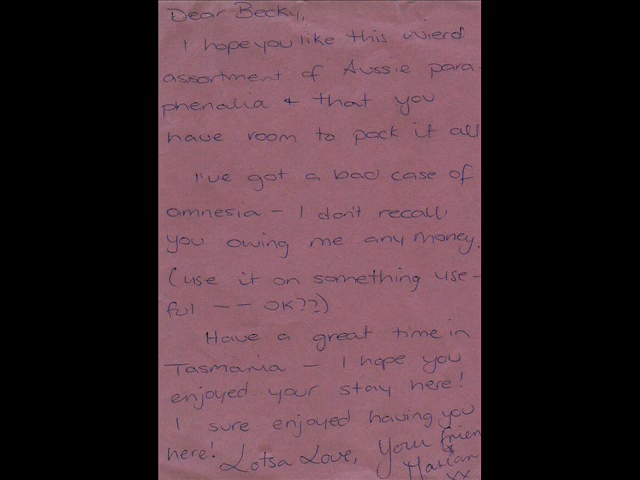 Dear Becky,
I hope you like this wierd
assortment of Aussie para
phenalia & that you
have room to pack it all
I've got a bad case of
amnesia - I don't recall
you owing me any money.
(use it on something use-
ful -- OK??)
Have a great time in
Tasmania - I hope you
enjoyed your stay here!
I sure enjoyed having you
here! Lotsa Love, Your frien
XX